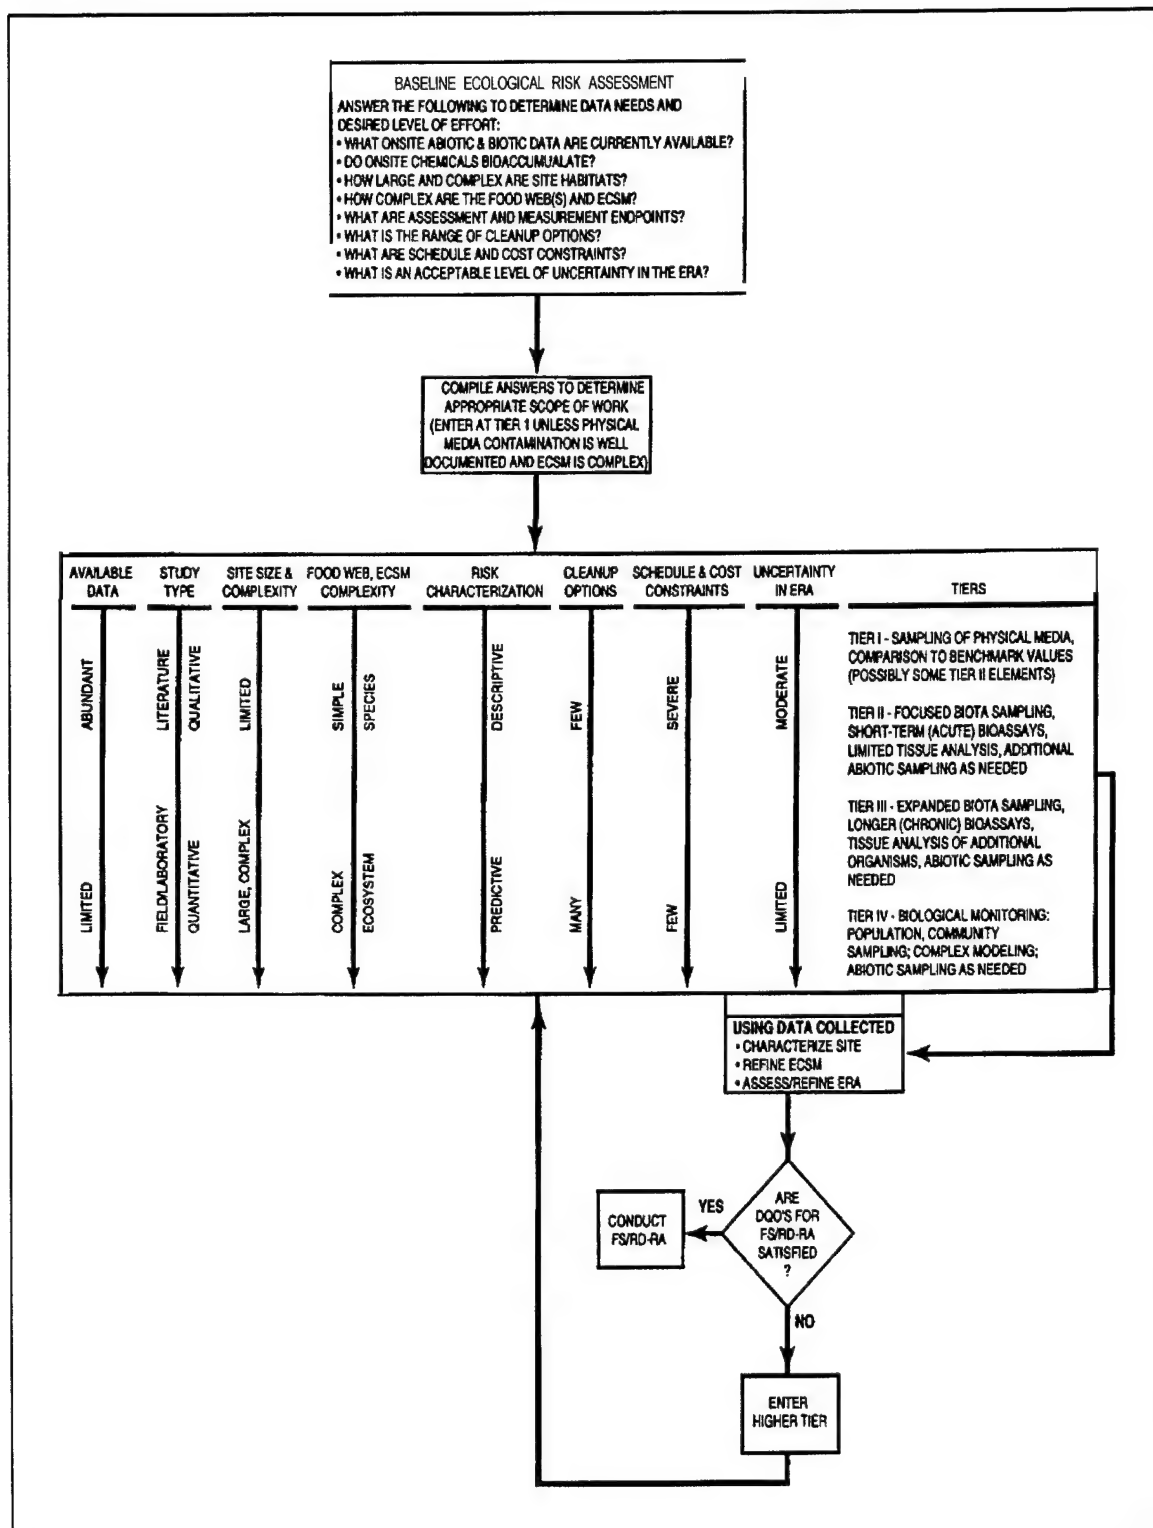 BASELINE ECOLOGICAL RISK ASSESSMENT
ANSWER THE FOLLOWING TO DETERMINE DATA NEEDS AND
DESIRED LEVEL OF EFFORT:
• WHAT ONSITE ABIOTIC & BIOTIC DATA ARE CURRENTLY AVAILABLE?
• DO ONSITE CHEMICALS BIOACCUMUALATE?
• HOW LARGE AND COMPLEX ARE SITE HABITIATS?
• HOW COMPLEX ARE THE FOOD WEB(S) AND ECSM?
• WHAT ARE ASSESSMENT AND MEASUREMENT ENDPOINTS?
• WHAT IS THE RANGE OF CLEANUP OPTIONS?
• WHAT ARE SCHEDULE AND COST CONSTRAINTS?
• WHAT IS AN ACCEPTABLE LEVEL OF UNCERTAINTY IN THE ERA?
COMPILE ANSWERS TO DETERMINE
APPROPRIATE SCOPE OF WORK
(ENTER AT TIER 1 UNLESS PHYSICAL
MEDIA CONTAMINATION IS WELL
DOCUMENTED AND ECSM IS COMPLEX)
AVAILABLE
DATA
ABUNDANT
LIMITED
STUDY
TYPE
LITERATURE
QUALITATIVE
FIELD/LABORATORY
QUANTITATIVE
SITE SIZE &
COMPLEXITY
LIMITED
LARGE, COMPLEX
FOOD WEB, ECSM
COMPLEXITY
SIMPLE
SPECIES
COMPLEX
ECOSYSTEM
RISK
CHARACTERIZATION
DESCRIPTIVE
PREDICTIVE
CLEANUP
OPTIONS
FEW
MANY
SCHEDULE & COST
CONSTRAINTS
SEVERE
FEW
UNCERTAINTY
IN ERA
MODERATE
LIMITED
TIERS
TIER I - SAMPLING OF PHYSICAL MEDIA,
COMPARISON TO BENCHMARK VALUES
(POSSIBLY SOME TIER II ELEMENTS)
TIER II - FOCUSED BIOTA SAMPLING,
SHORT-TERM (ACUTE) BIOASSAYS,
LIMITED TISSUE ANALYSIS, ADDITIONAL
ABIOTIC SAMPLING AS NEEDED
TIER III - EXPANDED BIOTA SAMPLING,
LONGER (CHRONIC) BIOASSAYS,
TISSUE ANALYSIS OF ADDITIONAL
ORGANISMS, ABIOTIC SAMPLING AS
NEEDED
TIER IV - BIOLOGICAL MONITORING:
POPULATION, COMMUNITY
SAMPLING; COMPLEX MODELING;
ABIOTIC SAMPLING AS NEEDED
USING DATA COLLECTED
• CHARACTERIZE SITE
• REFINE ECSM
• ASSESS/REFINE ERA
ARE
DQO'S FOR
FS/RD-RA
SATISFIED
?
YES
CONDUCT
FS/RD-RA
NO
ENTER
HIGHER TIER